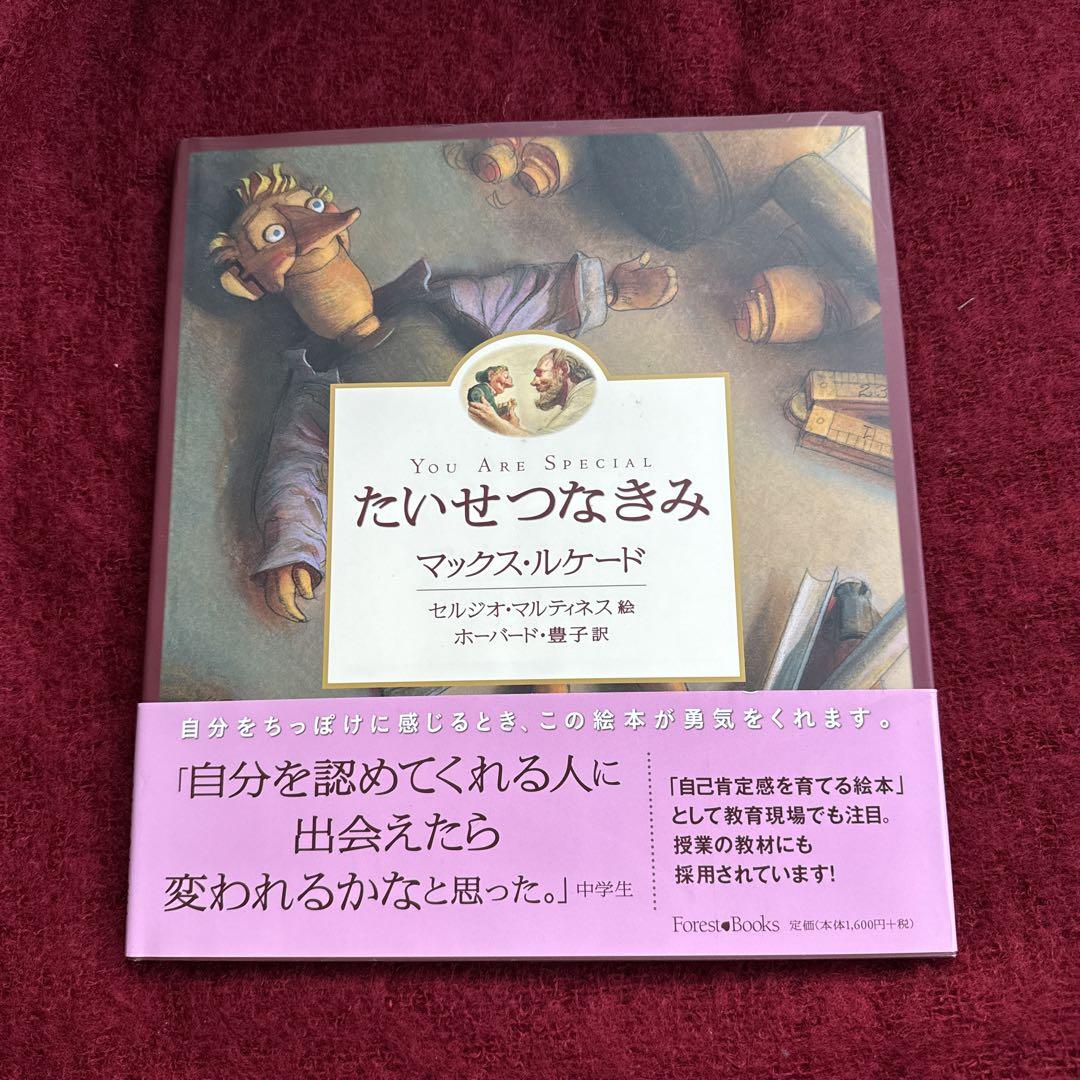 YOU ARE SPECIAL
たいせつなきみ
マックス・ルケード
セルジオ・マルティネス 絵
ホーバード・豊子 訳
自分をちっぽけに感じるとき、この絵本が勇気をくれます。
「自分を認めてくれる人に
出会えたら
変われるかなと思った。」中学生
「自己肯定感を育てる絵本」
として教育現場でも注目。
授業の教材にも
採用されています!
Forest Books 定価(本体1,600円+税)
23